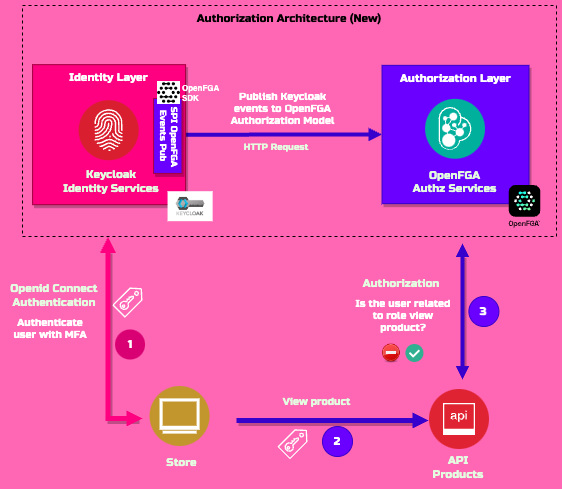 Authorization Architecture (New)
Identity Layer
OpenFGA
SDK
SPI OpenFGA
Events Pub
Keycloak
Identity Services
KEYCLOAK
Publish Keycloak
events to OpenFGA
Authorization Model
HTTP Request
Authorization Layer
OpenFGA
Authz Services
OpenFGA
Openid Connect
Authentication
Authenticate
user with MFA
1
Authorization
Is the user related
to role view
product?
3
View product
2
Store
api
API
Products